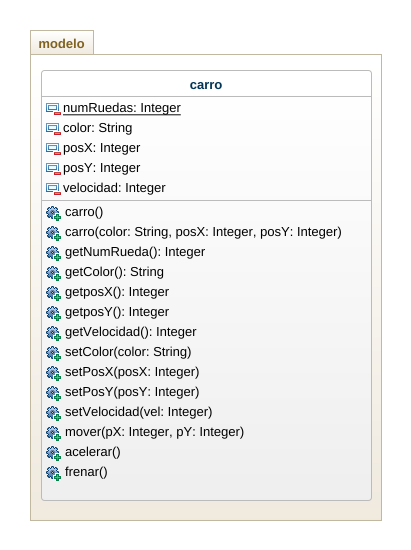 modelo
carro
numRuedas: Integer
color: String
posX: Integer
posY: Integer
velocidad: Integer
carro()
carro(color: String, posX: Integer, posY: Integer)
getNumRueda(): Integer
getColor(): String
getposX(): Integer
getposY(): Integer
getVelocidad(): Integer
setColor(color: String)
setPosX(posX: Integer)
setPosY(posY: Integer)
setVelocidad(vel: Integer)
mover(pX: Integer, pY: Integer)
acelerar()
frenar()